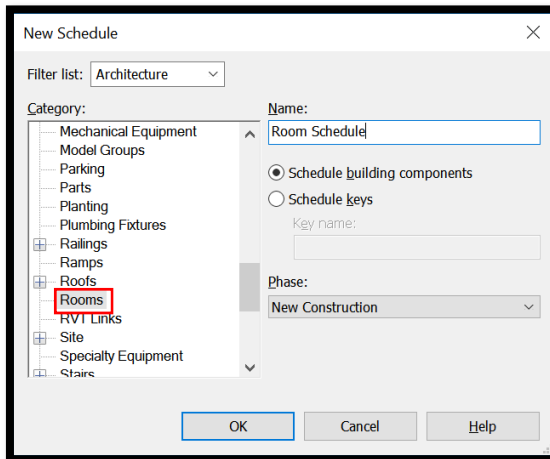 New Schedule
Filter list: Architecture
Category:
Mechanical Equipment
Model Groups
Parking
Parts
Planting
Plumbing Fixtures
Railings
Ramps
Roofs
Rooms
RVT Links
Site
Specialty Equipment
Stairs
Name:
Room Schedule
Schedule building components
Schedule keys
Key name:
Phase:
New Construction
OK Cancel Help